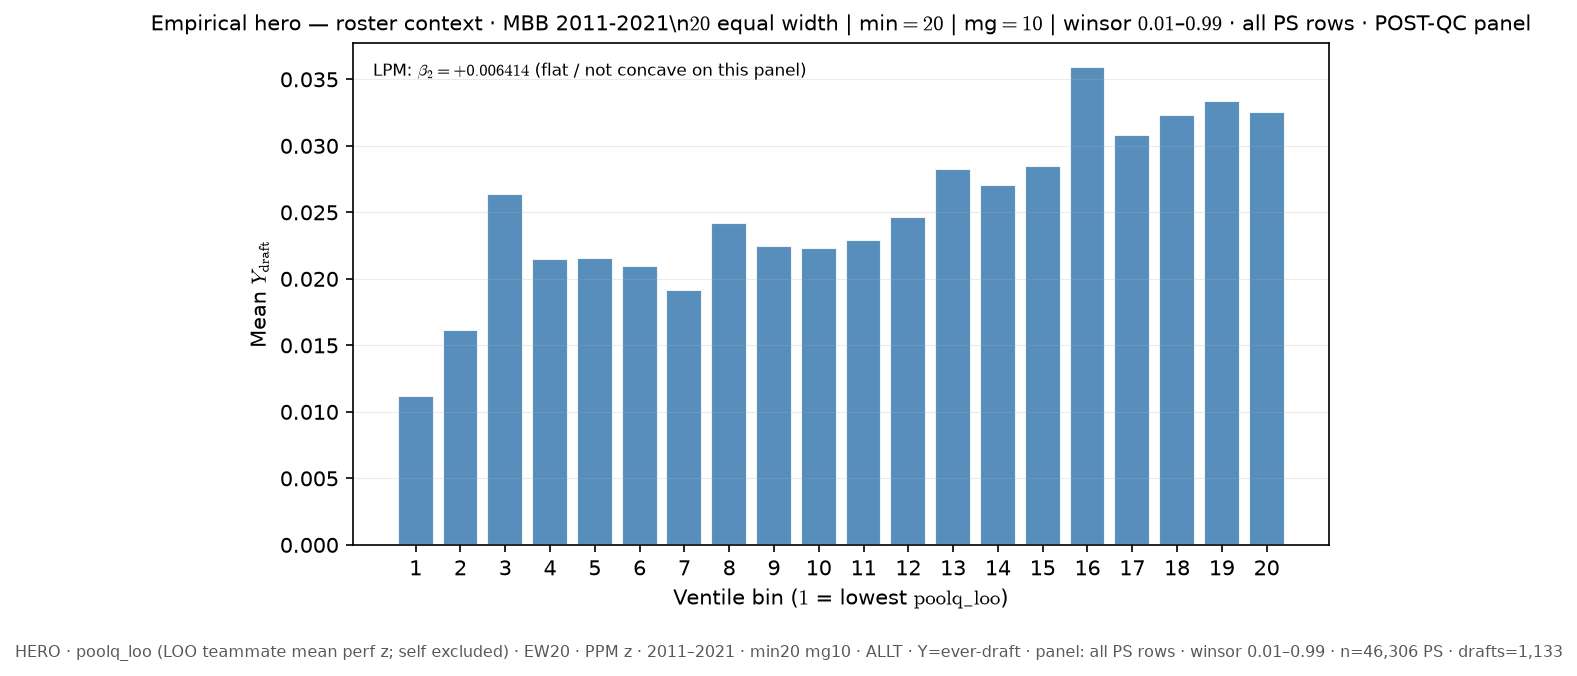 Empirical hero — roster context · MBB 2011-2021\n20 equal width | min = 20 | mg = 10 | winsor 0.01–0.99 · all PS rows · POST-QC panel
LPM: β₂ = +0.006414 (flat / not concave on this panel)
0.035
0.030
0.025
0.020
0.015
0.010
0.005
0.000
Mean Y_draft
1 2 3 4 5 6 7 8 9 10 11 12 13 14 15 16 17 18 19 20
Ventile bin (1 = lowest poolq_loo)
HERO · poolq_loo (LOO teammate mean perf z; self excluded) · EW20 · PPM z · 2011–2021 · min20 mg10 · ALLT · Y=ever-draft · panel: all PS rows · winsor 0.01–0.99 · n=46,306 PS · drafts=1,133